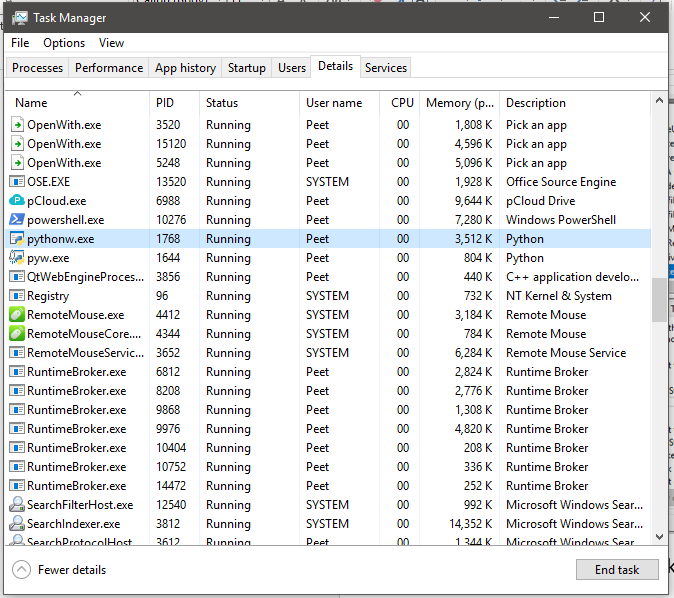 Task Manager
File Options View
Processes Performance App history Startup Users Details Services
Name PID Status User name CPU Memory (p... Description
OpenWith.exe 3520 Running Peet 00 1,808 K Pick an app
OpenWith.exe 15120 Running Peet 00 4,596 K Pick an app
OpenWith.exe 5248 Running Peet 00 5,096 K Pick an app
OSE.EXE 13520 Running SYSTEM 00 1,928 K Office Source Engine
pCloud.exe 6988 Running Peet 00 9,644 K pCloud Drive
powershell.exe 10276 Running Peet 00 7,280 K Windows PowerShell
pythonw.exe 1768 Running Peet 00 3,512 K Python
pyw.exe 1644 Running Peet 00 804 K Python
QtWebEngineProces... 3856 Running Peet 00 440 K C++ application develo...
Registry 96 Running SYSTEM 00 732 K NT Kernel & System
RemoteMouse.exe 4412 Running SYSTEM 00 3,184 K Remote Mouse
RemoteMouseCore.... 4344 Running SYSTEM 00 784 K Remote Mouse
RemoteMouseServic... 3652 Running SYSTEM 00 6,284 K Remote Mouse Service
RuntimeBroker.exe 6812 Running Peet 00 2,824 K Runtime Broker
RuntimeBroker.exe 8208 Running Peet 00 2,776 K Runtime Broker
RuntimeBroker.exe 9868 Running Peet 00 1,308 K Runtime Broker
RuntimeBroker.exe 9976 Running Peet 00 4,820 K Runtime Broker
RuntimeBroker.exe 10404 Running Peet 00 208 K Runtime Broker
RuntimeBroker.exe 10752 Running Peet 00 336 K Runtime Broker
RuntimeBroker.exe 14472 Running Peet 00 252 K Runtime Broker
SearchFilterHost.exe 12540 Running SYSTEM 00 992 K Microsoft Windows Sear...
SearchIndexer.exe 3812 Running SYSTEM 00 14,352 K Microsoft Windows Sear...
SearchProtocolHost 3612 Running Peet 00 1,344 K Microsoft Windows Sear
Fewer details End task